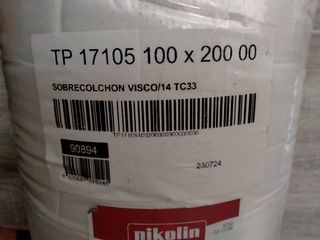 TP 17105 100 x 200 00
SOBRECOLCHON VISCO/14 TC33
90894
230724
pikolin